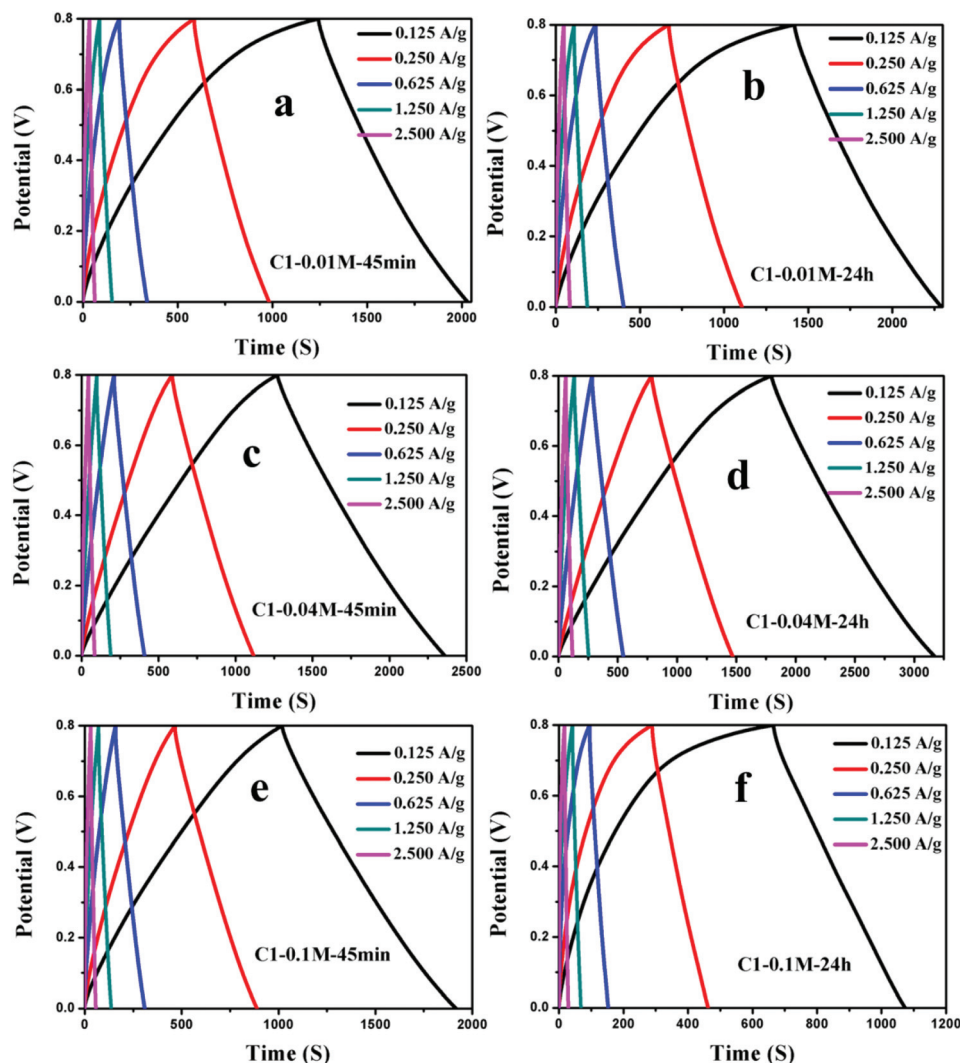 0.8
0.6
0.4
0.2
0.0
Potential (V)
0.125 A/g
0.250 A/g
0.625 A/g
1.250 A/g
2.500 A/g
a
C1-0.01M-45min
0 500 1000 1500 2000
Time (S)
0.8
0.6
0.4
0.2
0.0
Potential (V)
0.125 A/g
0.250 A/g
0.625 A/g
1.250 A/g
2.500 A/g
b
C1-0.01M-24h
0 500 1000 1500 2000
Time (S)
0.8
0.6
0.4
0.2
0.0
Potential (V)
0.125 A/g
0.250 A/g
0.625 A/g
1.250 A/g
2.500 A/g
c
C1-0.04M-45min
0 250 500 750 1000 1250 1500 1750 2000 2250 2500
Time (S)
0.8
0.6
0.4
0.2
0.0
Potential (V)
0.125 A/g
0.250 A/g
0.625 A/g
1.250 A/g
2.500 A/g
d
C1-0.04M-24h
0 500 1000 1500 2000 2500 3000
Time (S)
0.8
0.6
0.4
0.2
0.0
Potential (V)
0.125 A/g
0.250 A/g
0.625 A/g
1.250 A/g
2.500 A/g
e
C1-0.1M-45min
0 250 500 750 1000 1250 1500 1750 2000
Time (S)
0.8
0.6
0.4
0.2
0.0
Potential (V)
0.125 A/g
0.250 A/g
0.625 A/g
1.250 A/g
2.500 A/g
f
C1-0.1M-24h
0 200 400 600 800 1000 1200
Time (S)